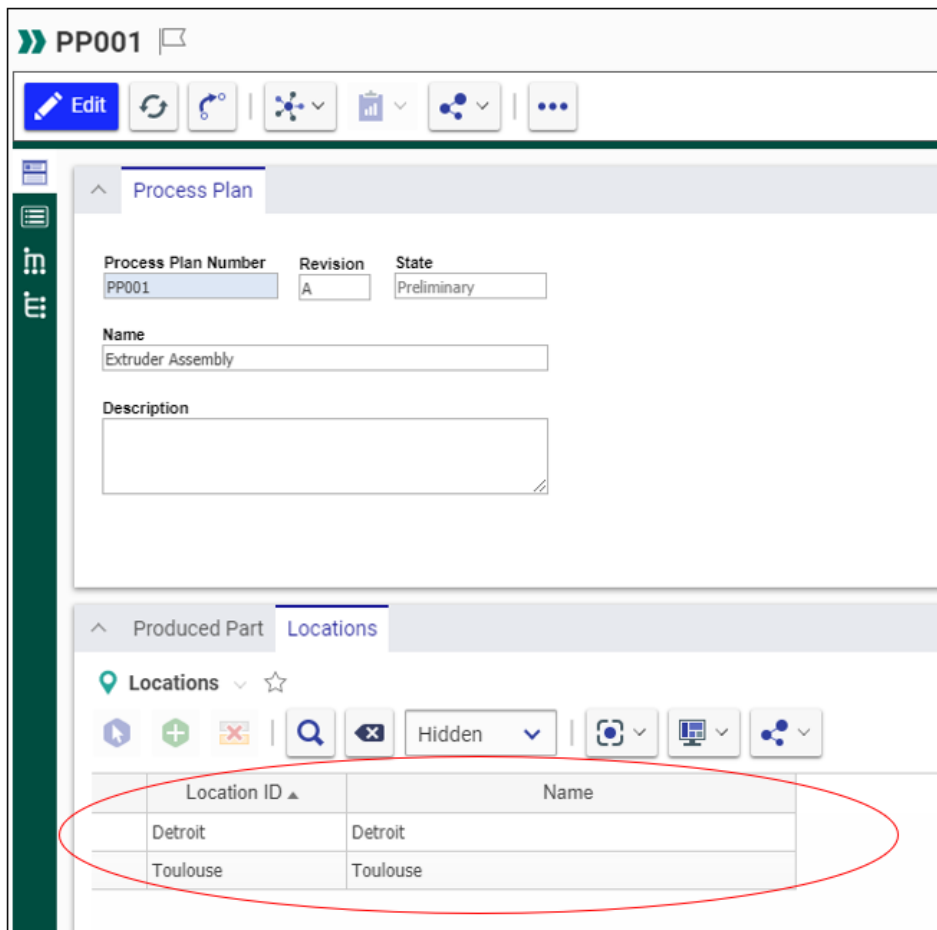 PP001
Edit
Process Plan
Process Plan Number Revision State
PP001 A Preliminary
Name
Extruder Assembly
Description
Produced Part Locations
Locations
Hidden
Location ID Name
Detroit Detroit
Toulouse Toulouse